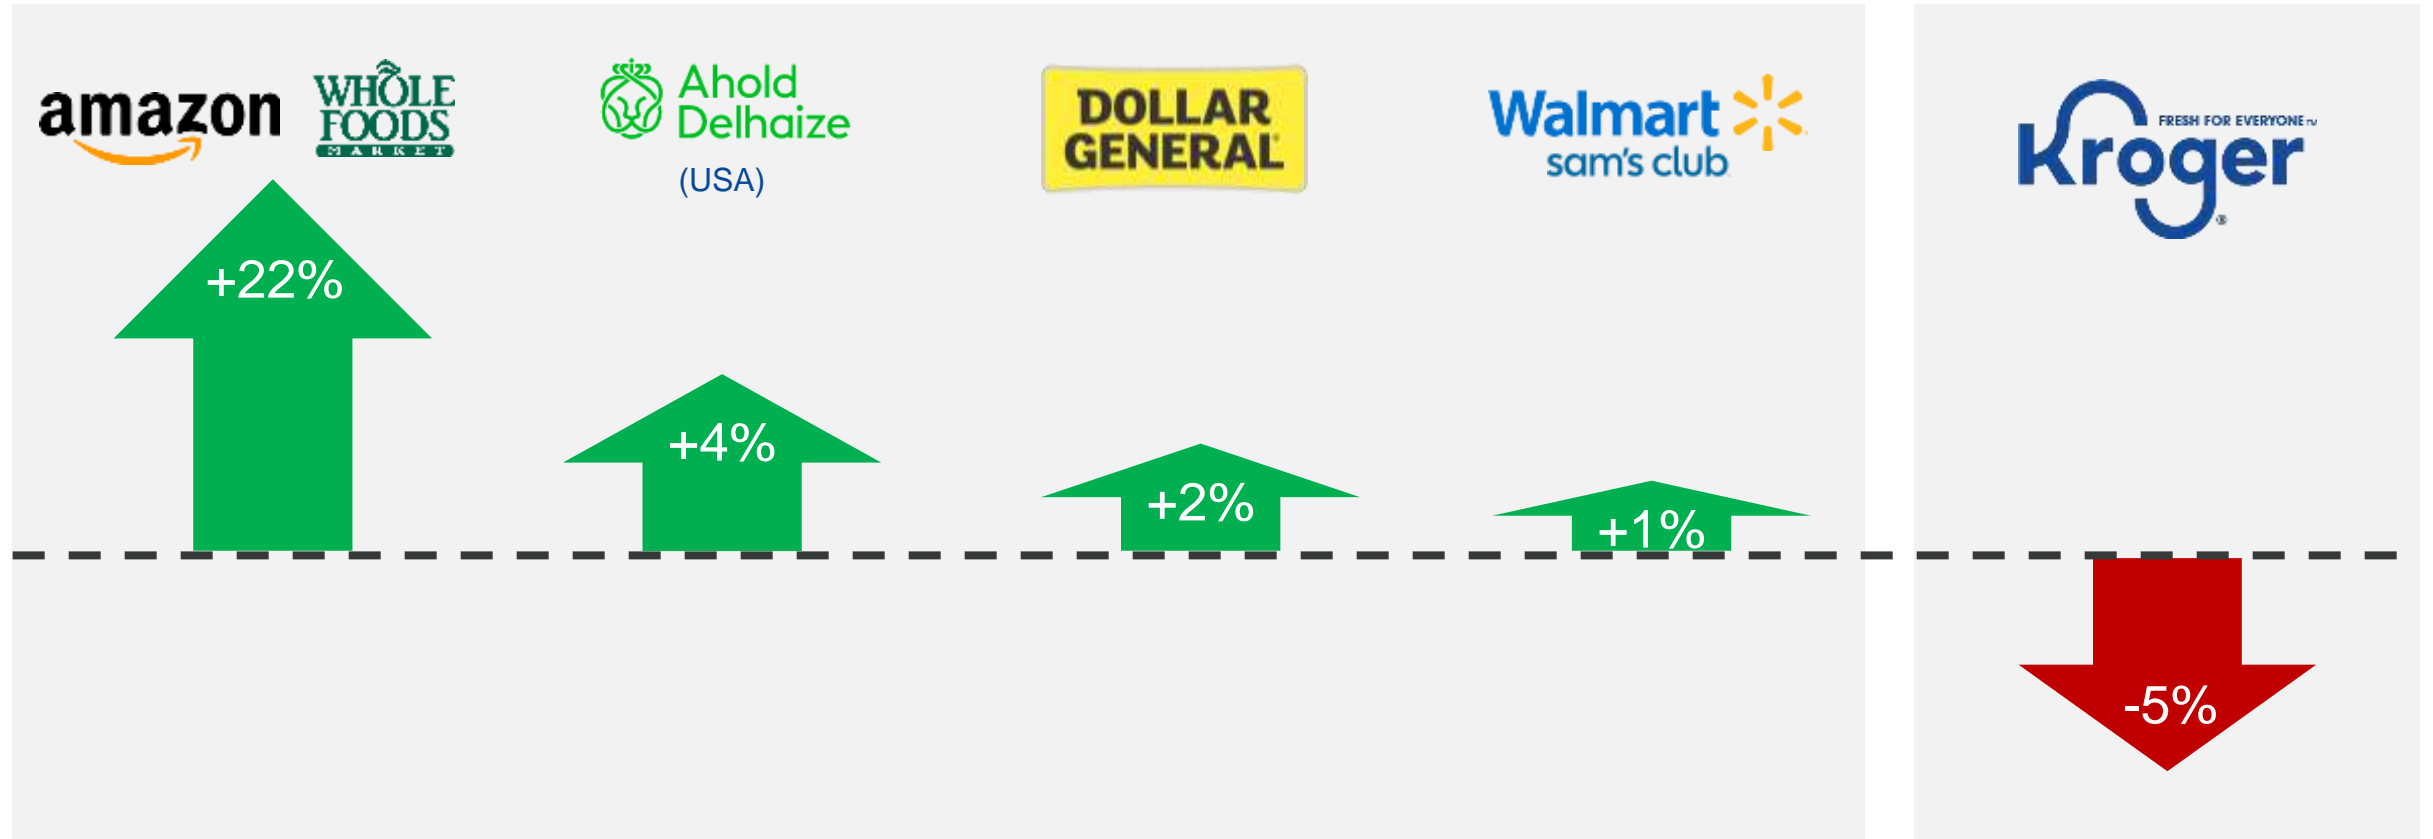 amazon
WHOLE
FOODS
MARKET
Ahold
Delhaize
(USA)
DOLLAR
GENERAL
Walmart
sam's club
FRESH FOR EVERYONE™
Kroger
®
+22%
+4%
+2%
+1%
-5%